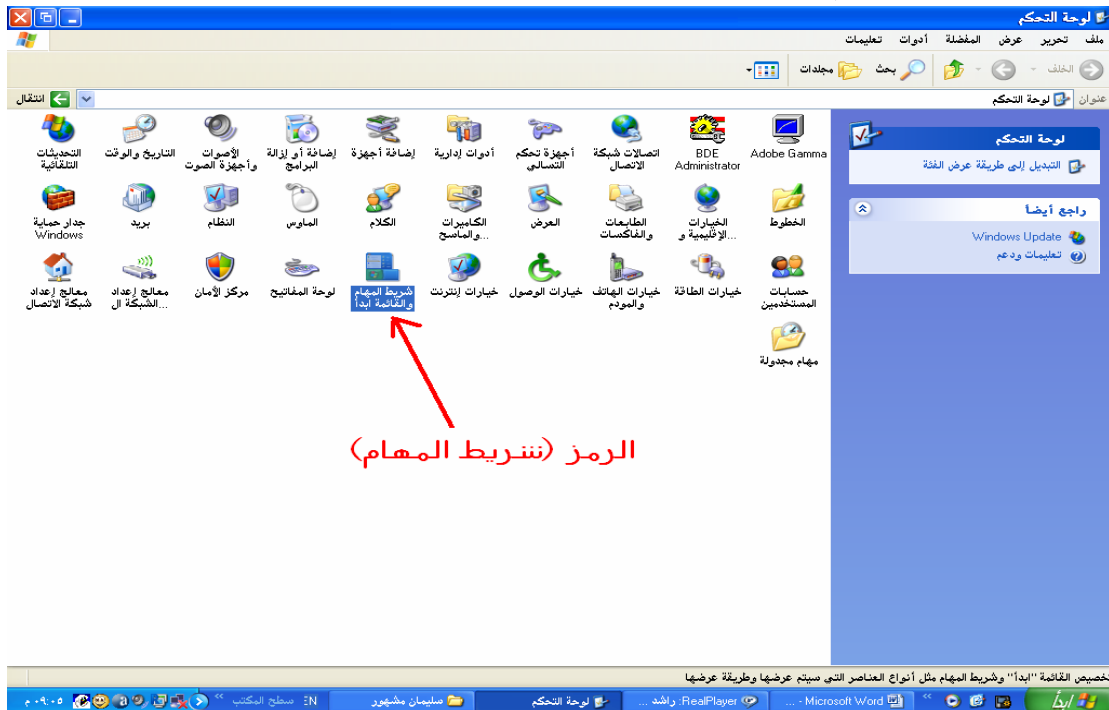 لوحة التحكم
ملف تحرير عرض المفضلة أدوات تعليمات
الخلف بحث مجلدات
عنوان لوحة التحكم انتقال
لوحة التحكم
التبديل إلى طريقة عرض الفئة
راجع أيضاً
Windows Update
تعليمات ودعم
Adobe Gamma
BDE
Administrator
اتصالات شبكة
الاتصال
أجهزة تحكم
التسالي
أدوات إدارية
إضافة أجهزة
إضافة أو إزالة
البرامج
الأصوات
وأجهزة الصوت
التاريخ والوقت
التحديثات
التلقائية
الخطوط
الخيارات
الإقليمية و...
الطابعات
والفاكسات
العرض
الكاميرات
والماسح...
الكلام
الماوس
النظام
بريد
جدار حماية
Windows
حسابات
المستخدمين
خيارات الطاقة
خيارات الهاتف
والمودم
خيارات الوصول
خيارات إنترنت
شريط المهام
والقائمة ابدأ
لوحة المفاتيح
مركز الأمان
معالج إعداد
الشبكة ال...
معالج إعداد
شبكة الاتصال
مهام مجدولة
الرمز (شريط المهام)
تخصيص القائمة "ابدأ" وشريط المهام مثل أنواع العناصر التي سيتم عرضها وطريقة عرضها
ابدأ
Microsoft Word - ...
RealPlayer: راشد ...
لوحة التحكم
سليمان مشهور
سطح المكتب
٠٩:٠٥ م